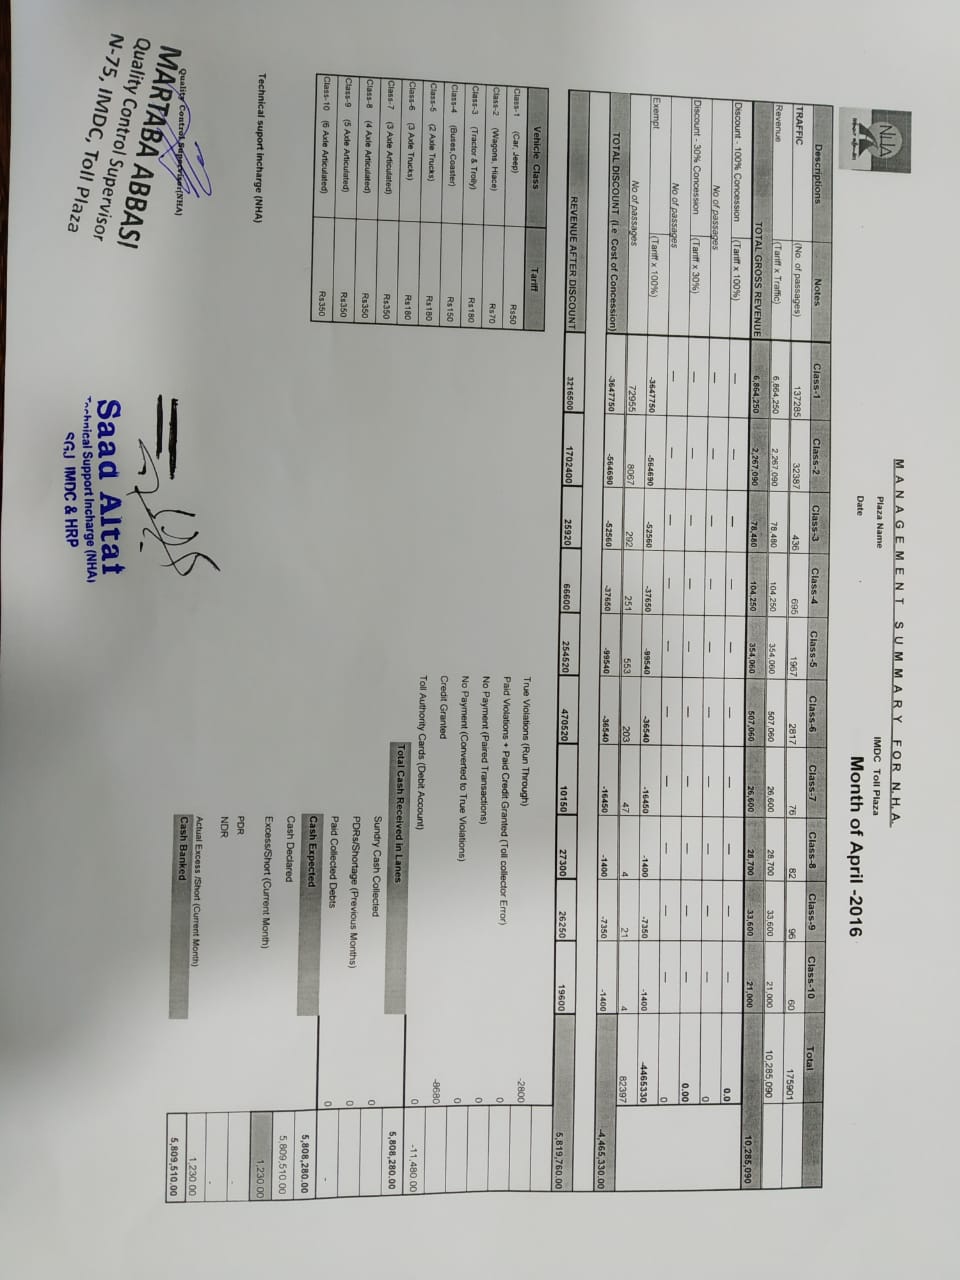 NHA
MANAGEMENT SUMMARY FOR N.H.A.
Plaza Name IMDC Toll Plaza
Date Month of April -2016
Descriptions Notes Class-1 Class-2 Class-3 Class-4 Class-5 Class-6 Class-7 Class-8 Class-9 Class-10 Total
TRAFFIC (No. of passages) 137285 32387 436 695 1967 2817 76 82 96 60 175901
Revenue (Tariff x Traffic) 6,864,250 2,267,090 78,480 104,250 354,060 507,060 26,600 28,700 33,600 21,000 10,285,090
TOTAL GROSS REVENUE 6,864,250 2,267,090 78,480 104,250 354,060 507,060 26,600 28,700 33,600 21,000 10,285,090
Discount - 100% Concession (Tariff x 100%) — — — — — — — — — — 0.0
No of passages — — — — — — — — — — 0
Discount - 30% Concession (Tariff x 30%) — — — — — — — — — — 0.00
No of passages — — — — — — — — — — 0
Exempt (Tariff x 100%) -3647750 -564690 -52560 -37650 -99540 -36540 -16450 -1400 -7350 -1400 -4465330
No of passages 72955 8067 292 251 553 203 47 4 21 4 82397
TOTAL DISCOUNT (i.e Cost of Concession) -3647750 -564690 -52560 -37650 -99540 -36540 -16450 -1400 -7350 -1400 -4,465,330.00
REVENUE AFTER DISCOUNT 3216500 1702400 25920 66600 254520 470520 10150 27300 26250 19600 5,819,760.00
Vehicle Class Tariff
Class-1 (Car, Jeep) Rs50
Class-2 (Wagons, Hiace) Rs70
Class-3 (Tractor & Trolly) Rs180
Class-4 (Buses,Coaster) Rs150
Class-5 (2 Axle Trucks) Rs180
Class-6 (3 Axle Trucks) Rs180
Class-7 (3 Axle Articulated) Rs350
Class-8 (4 Axle Articulated) Rs350
Class-9 (5 Axle Articulated) Rs350
Class-10 (6 Axle Articulated) Rs350
True Violations (Run Through) -2800
Paid Violations + Paid Credit Granted (Toll collector Error) 0
No Payment (Paired Transactions) 0
No Payment (Converted to True Violations) 0
Credit Granted -8680
Toll Authority Cards (Debit Account) 0 -11,480.00
Total Cash Received in Lanes 5,808,280.00
Sundry Cash Collected 0
PDRs/Shortage (Previous Months) 0
Paid Collected Debts 0 -
Cash Expected 5,808,280.00
Cash Declared 5,809,510.00
Excess/Short (Current Month) 1,230.00
PDR -
NDR -
Actual Excess /Short (Current Month) 1,230.00
Cash Banked 5,809,510.00
Technical suport incharge (NHA)
Quality Control Supervisor(NHA)
MARTABA ABBASI
Quality Control Supervisor
N-75, IMDC, Toll Plaza
Saad Altaf
Technical Support Incharge (NHA)
SGJ IMDC & HRP